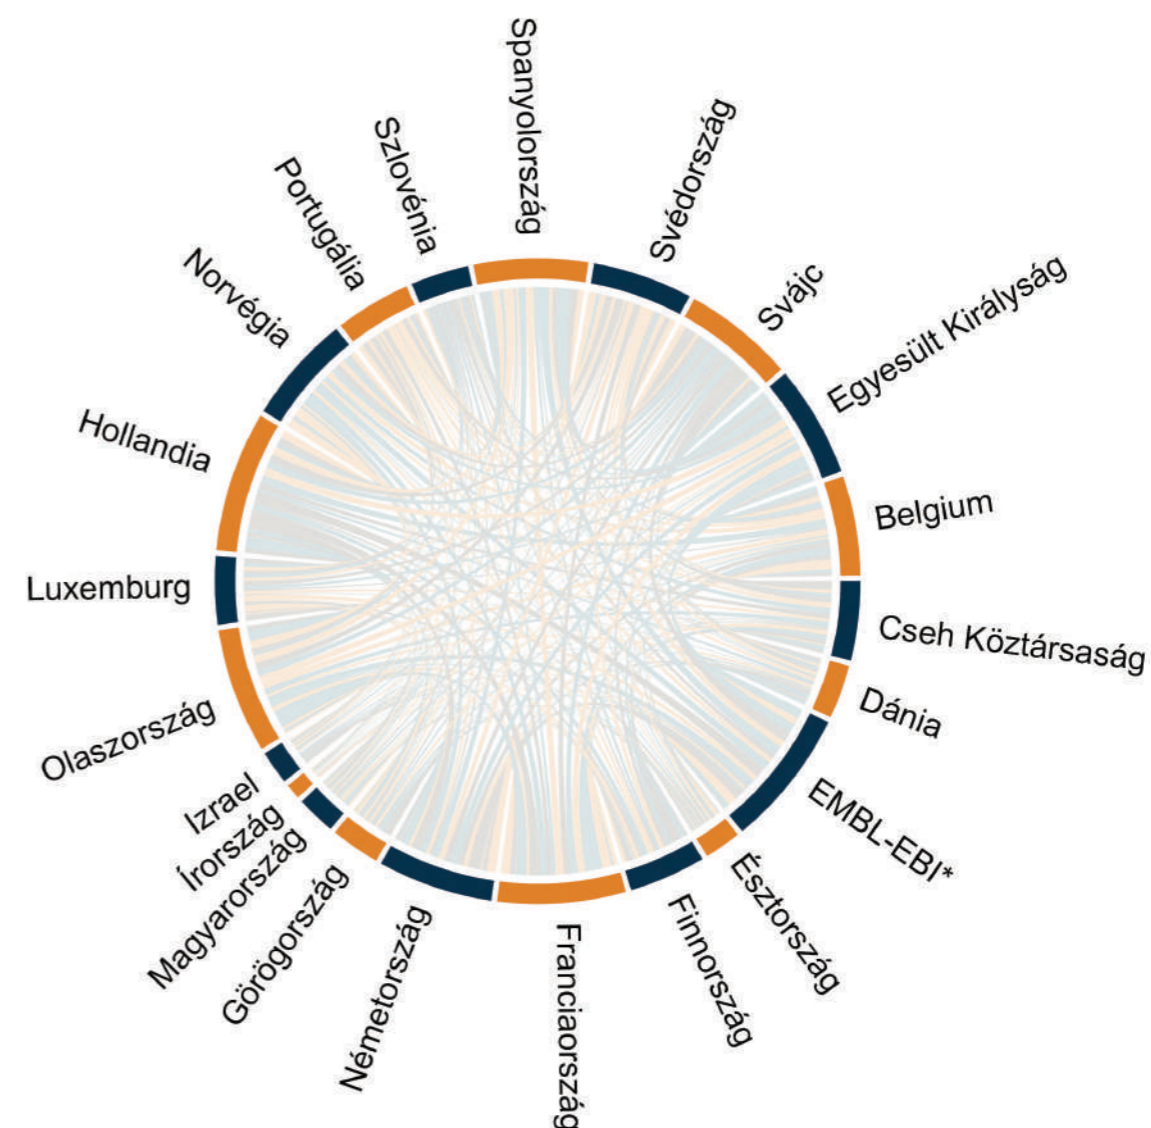 Spanyolország
Svédország
Svájc
Egyesült Királyság
Belgium
Cseh Köztársaság
Dánia
EMBL-EBI*
Észtország
Finnország
Franciaország
Németország
Görögország
Magyarország
Írország
Izrael
Olaszország
Luxemburg
Hollandia
Norvégia
Portugália
Szlovénia